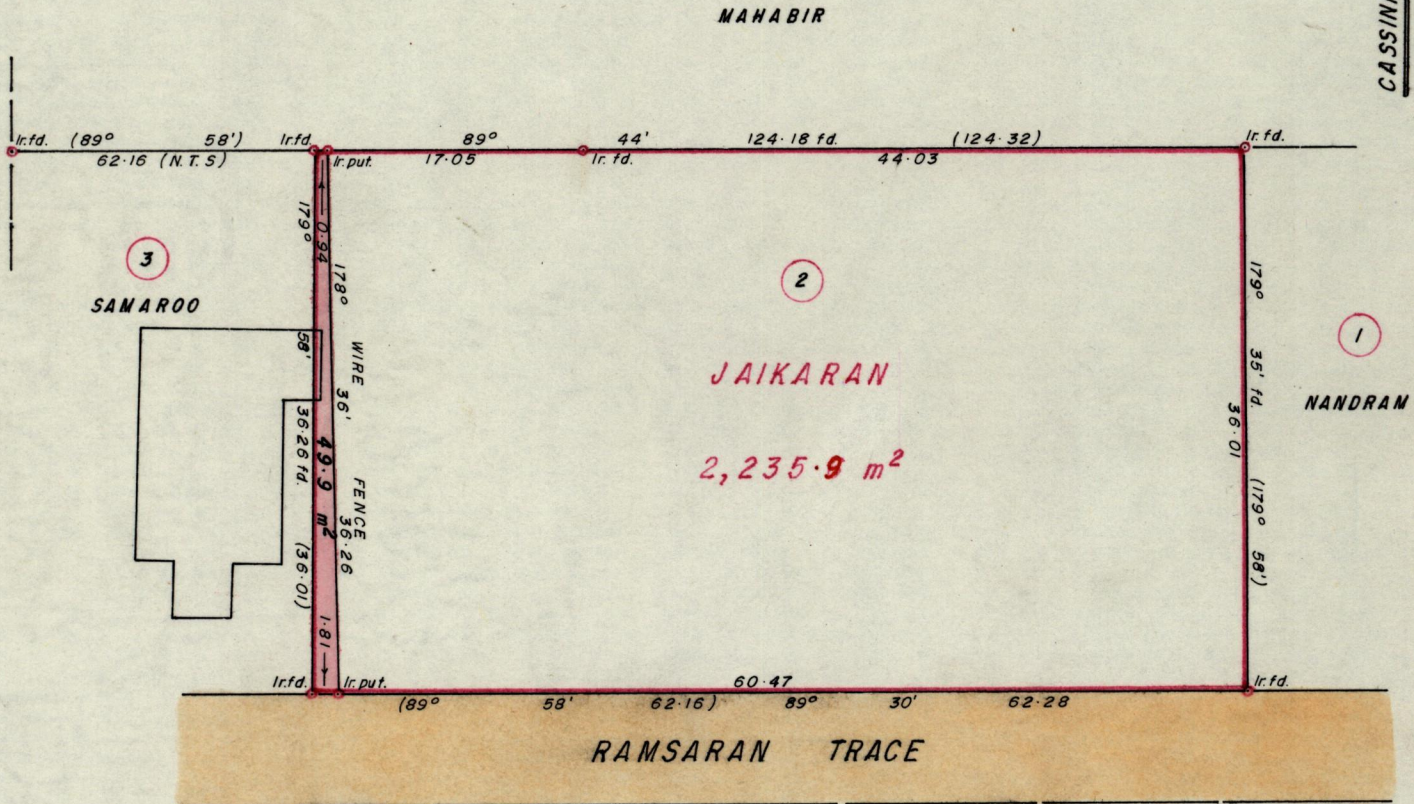 MAHABIR
CASSINI
Ir.fd. (89° 58') Ir.fd. 89° 44' 124·18 fd. (124·32) Ir.fd.
62·16 (N.T.S) Ir.put. 17·05 Ir. fd. 44·03
3
SAMAROO
179° 58' 36·26 fd. (36·01)
0·94
49·9 m²
1·81
178° 36' 36·26
WIRE FENCE
2
JAIKARAN
2,235·9 m²
179° 35' fd. (179° 58')
36·01
1
NANDRAM
Ir.fd. Ir.put. 60·47 Ir.fd.
(89° 58' 62·16) 89° 30' 62·28
RAMSARAN TRACE